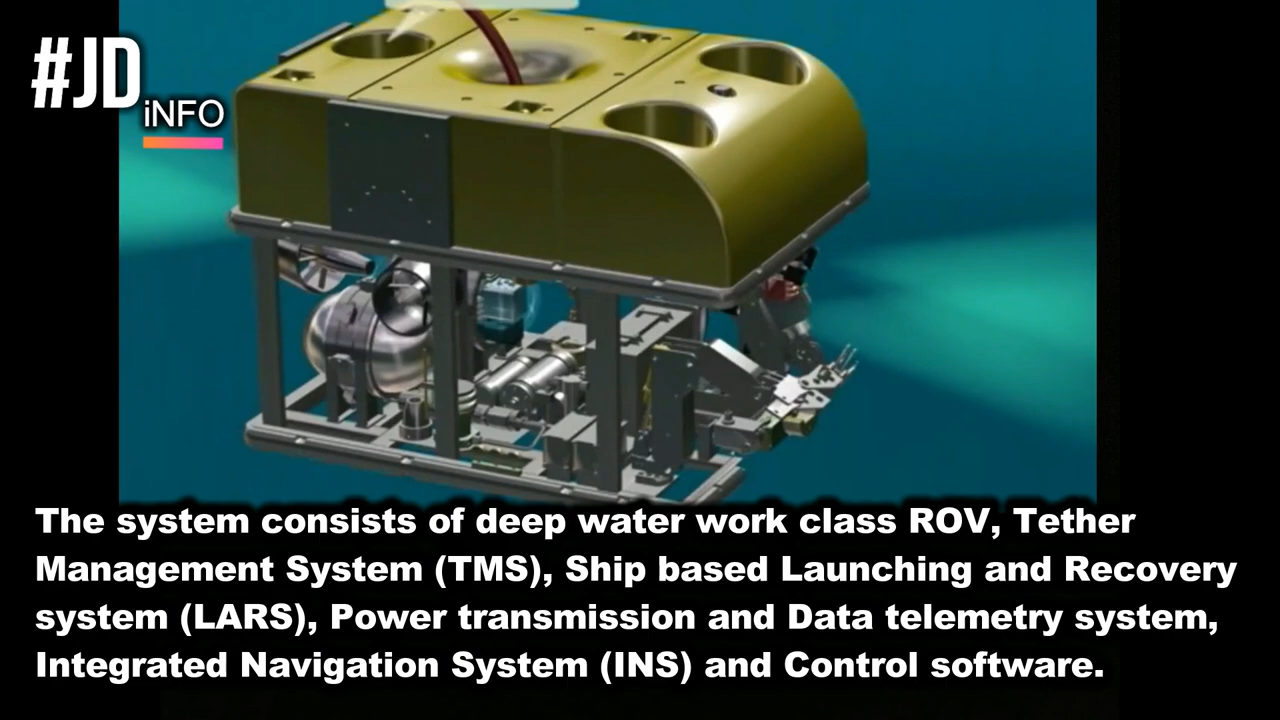 #JD
iNFO
The system consists of deep water work class ROV, Tether
Management System (TMS), Ship based Launching and Recovery
system (LARS), Power transmission and Data telemetry system,
Integrated Navigation System (INS) and Control software.